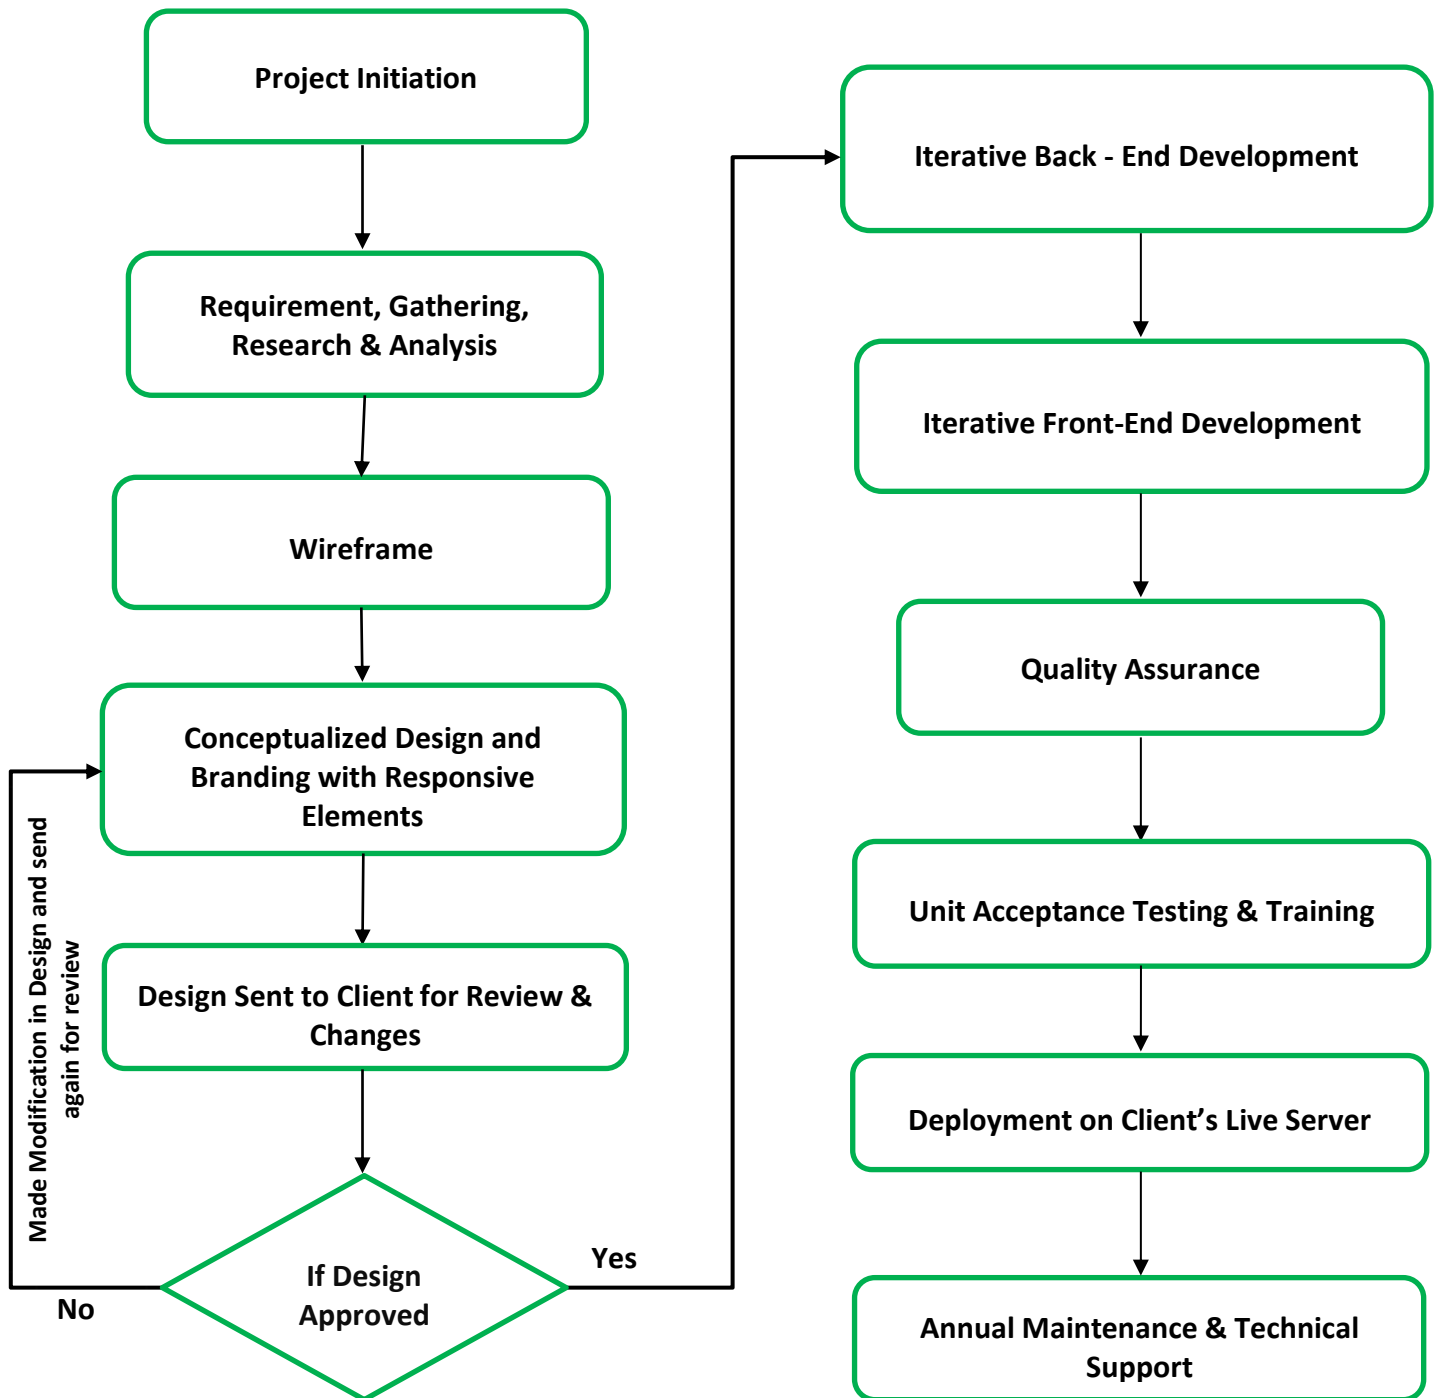 Project Initiation
Requirement, Gathering,
Research & Analysis
Wireframe
Conceptualized Design and
Branding with Responsive
Elements
Made Modification in Design and send
again for review
Design Sent to Client for Review &
Changes
If Design
Approved
No
Yes
Iterative Back - End Development
Iterative Front-End Development
Quality Assurance
Unit Acceptance Testing & Training
Deployment on Client’s Live Server
Annual Maintenance & Technical
Support